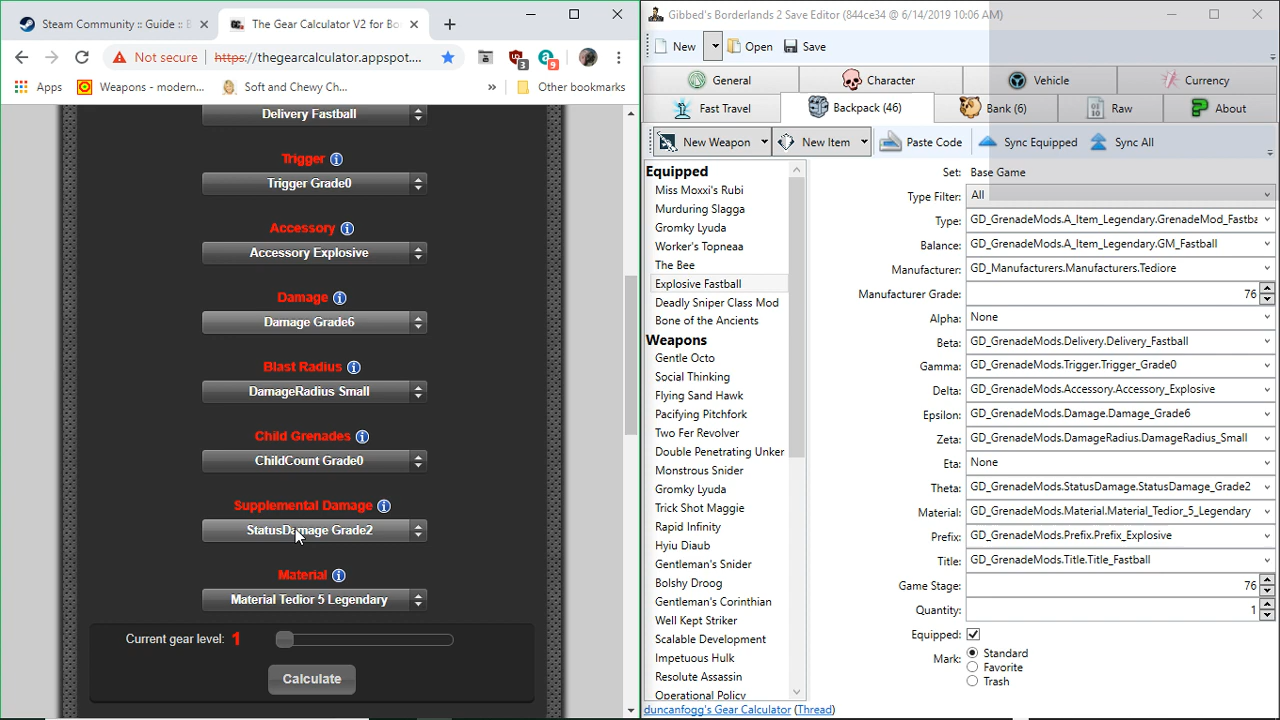 Steam Community :: Guide :: B
The Gear Calculator V2 for Bo
Not secure
https://thegearcalculator.appspot....
3
9
Apps
Weapons - modern...
Soft and Chewy Ch...
»
Other bookmarks
Delivery Fastball
Trigger
Trigger Grade0
Accessory
Accessory Explosive
Damage
Damage Grade6
Blast Radius
DamageRadius Small
Child Grenades
ChildCount Grade0
Supplemental Damage
StatusDamage Grade2
Material
Material Tedior 5 Legendary
Current gear level: 1
Calculate
Gibbed's Borderlands 2 Save Editor (844ce34 @ 6/14/2019 10:06 AM)
New
Open
Save
General
Character
Vehicle
Currency
Fast Travel
Backpack (46)
Bank (6)
Raw
About
New Weapon
New Item
Paste Code
Sync Equipped
Sync All
Equipped
Miss Moxxi's Rubi
Murduring Slagga
Gromky Lyuda
Worker's Topneaa
The Bee
Explosive Fastball
Deadly Sniper Class Mod
Bone of the Ancients
Weapons
Gentle Octo
Social Thinking
Flying Sand Hawk
Pacifying Pitchfork
Two Fer Revolver
Double Penetrating Unker
Monstrous Snider
Gromky Lyuda
Trick Shot Maggie
Rapid Infinity
Hyiu Diaub
Gentleman's Snider
Bolshy Droog
Gentleman's Corinthian
Well Kept Striker
Scalable Development
Impetuous Hulk
Resolute Assassin
Operational Policy
Set: Base Game
Type Filter: All
Type: GD_GrenadeMods.A_Item_Legendary.GrenadeMod_Fastba
Balance: GD_GrenadeMods.A_Item_Legendary.GM_Fastball
Manufacturer: GD_Manufacturers.Manufacturers.Tediore
Manufacturer Grade: 76
Alpha: None
Beta: GD_GrenadeMods.Delivery.Delivery_Fastball
Gamma: GD_GrenadeMods.Trigger.Trigger_Grade0
Delta: GD_GrenadeMods.Accessory.Accessory_Explosive
Epsilon: GD_GrenadeMods.Damage.Damage_Grade6
Zeta: GD_GrenadeMods.DamageRadius.DamageRadius_Small
Eta: None
Theta: GD_GrenadeMods.StatusDamage.StatusDamage_Grade2
Material: GD_GrenadeMods.Material.Material_Tedior_5_Legendary
Prefix: GD_GrenadeMods.Prefix.Prefix_Explosive
Title: GD_GrenadeMods.Title.Title_Fastball
Game Stage: 76
Quantity: 1
Equipped:
Mark: Standard
Favorite
Trash
duncanfogg's Gear Calculator (Thread)